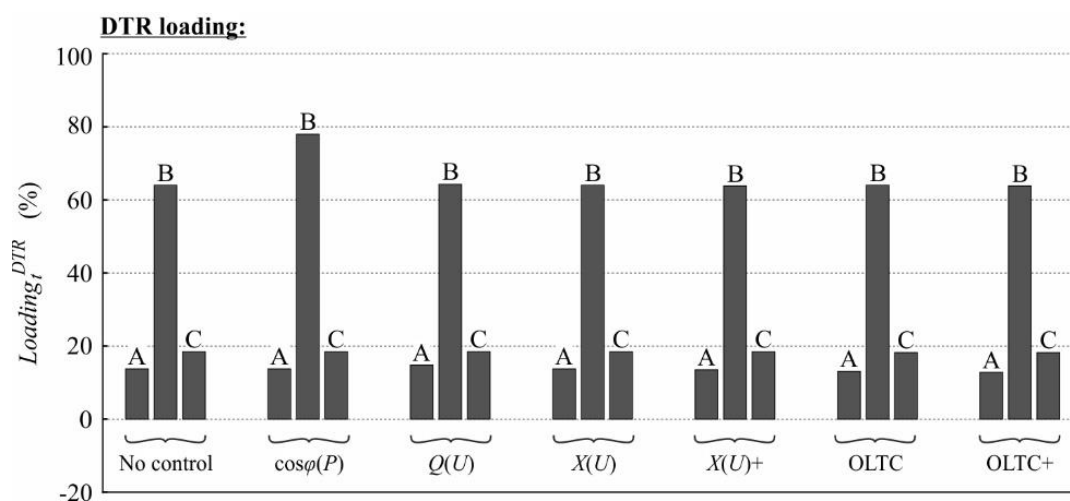 DTR loading:
100
80
60
40
20
0
-20
Loading_t^DTR (%)
A B C
A B C
A B C
A B C
A B C
A B C
A B C
No control cosφ(P) Q(U) X(U) X(U)+ OLTC OLTC+